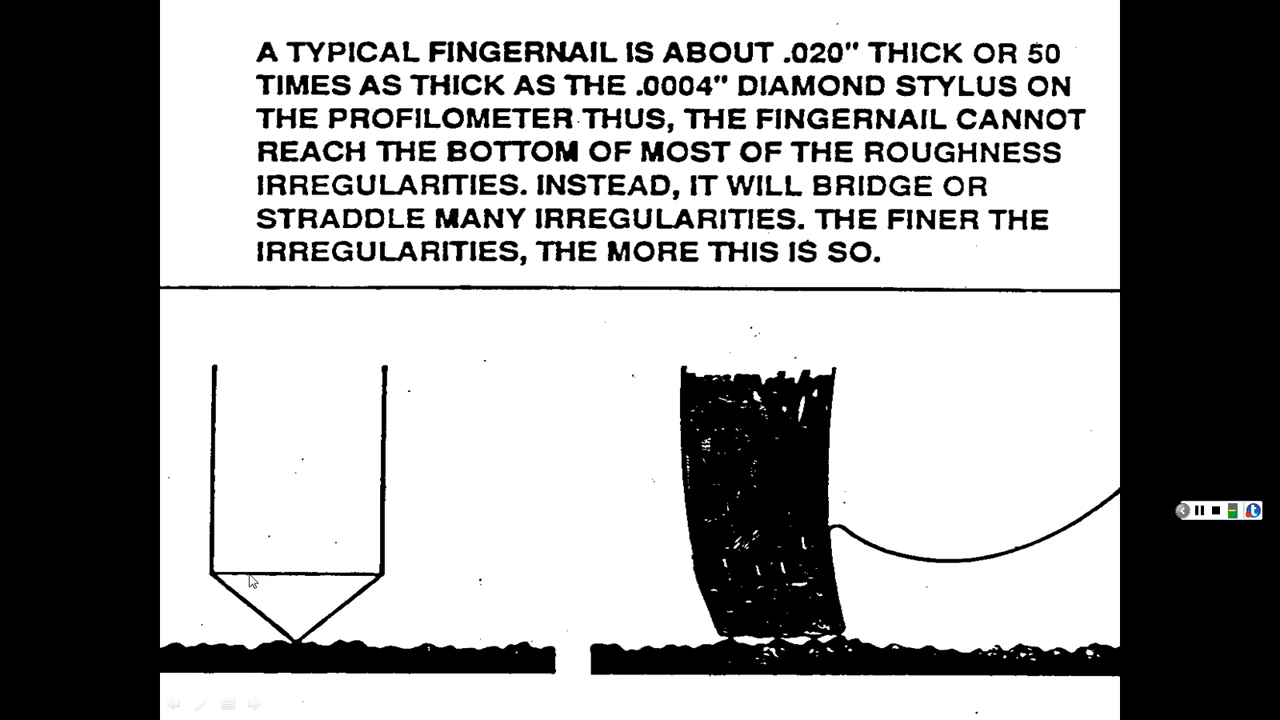 A TYPICAL FINGERNAIL IS ABOUT .020" THICK OR 50
TIMES AS THICK AS THE .0004" DIAMOND STYLUS ON
THE PROFILOMETER THUS, THE FINGERNAIL CANNOT
REACH THE BOTTOM OF MOST OF THE ROUGHNESS
IRREGULARITIES. INSTEAD, IT WILL BRIDGE OR
STRADDLE MANY IRREGULARITIES. THE FINER THE
IRREGULARITIES, THE MORE THIS IS SO.